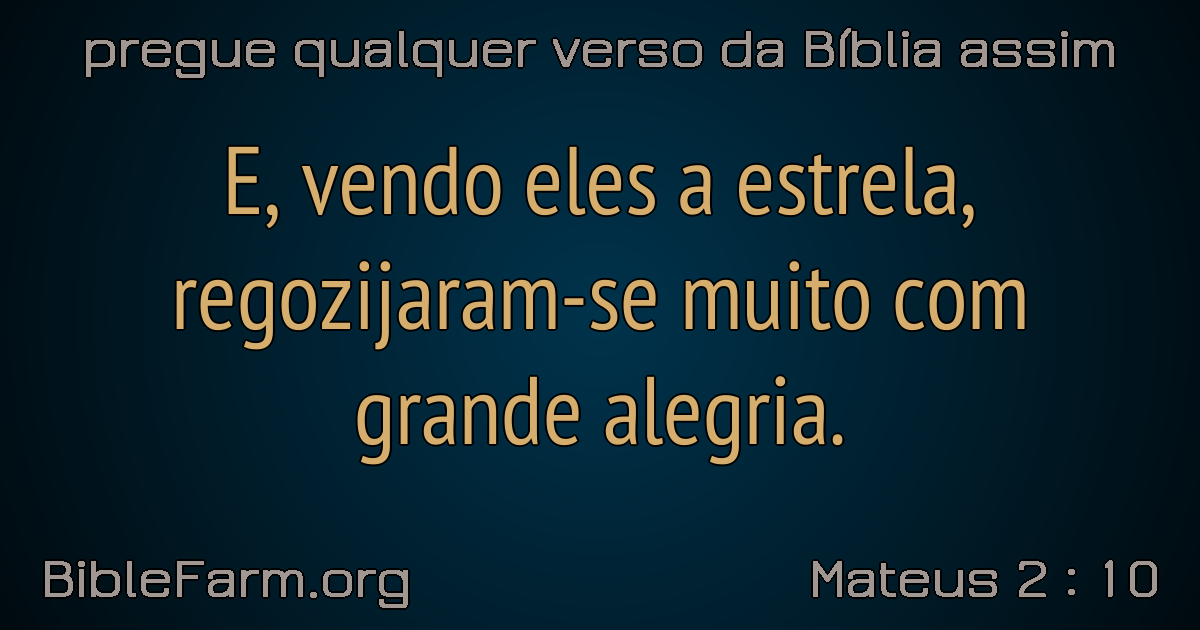 pregue qualquer verso da Bíblia assim
E, vendo eles a estrela,
regozijaram-se muito com
grande alegria.
BibleFarm.org
Mateus 2 : 10